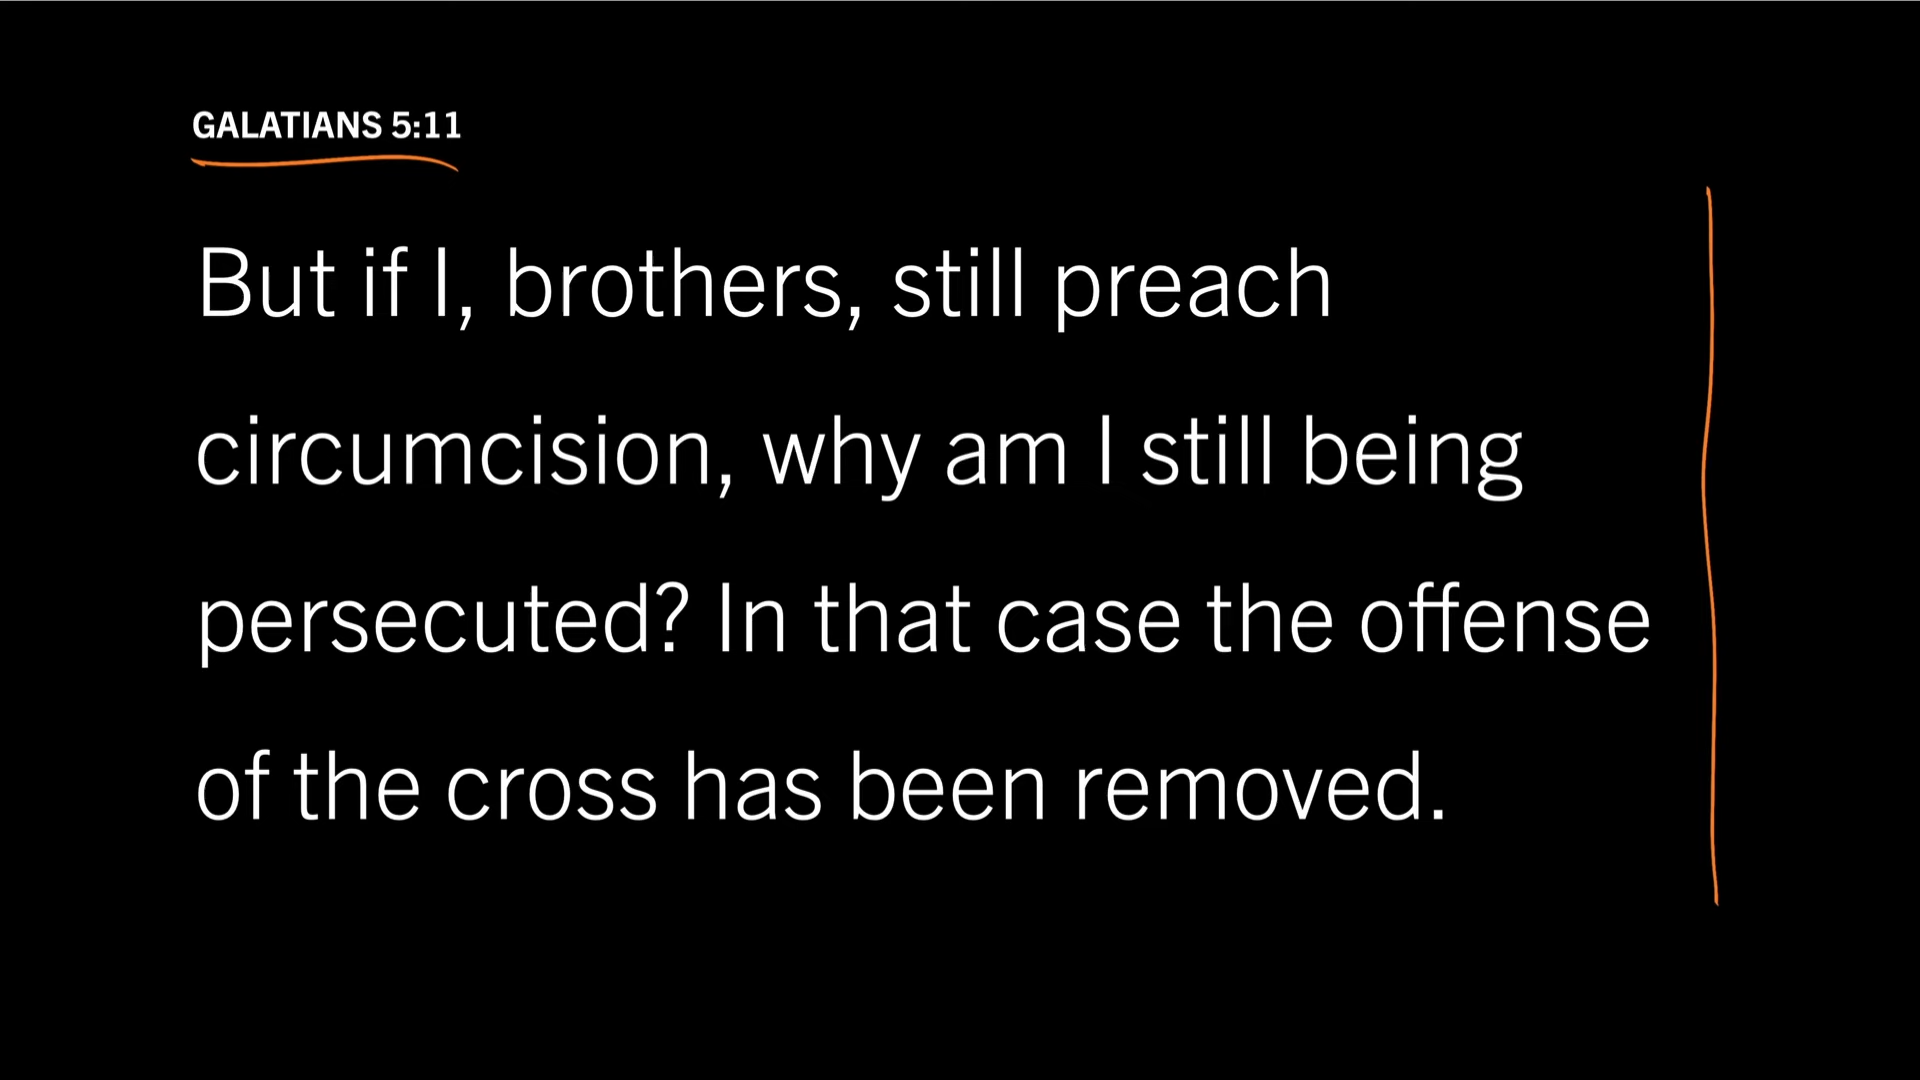 GALATIANS 5:11
But if I, brothers, still preach
circumcision, why am I still being
persecuted? In that case the offense
of the cross has been removed.